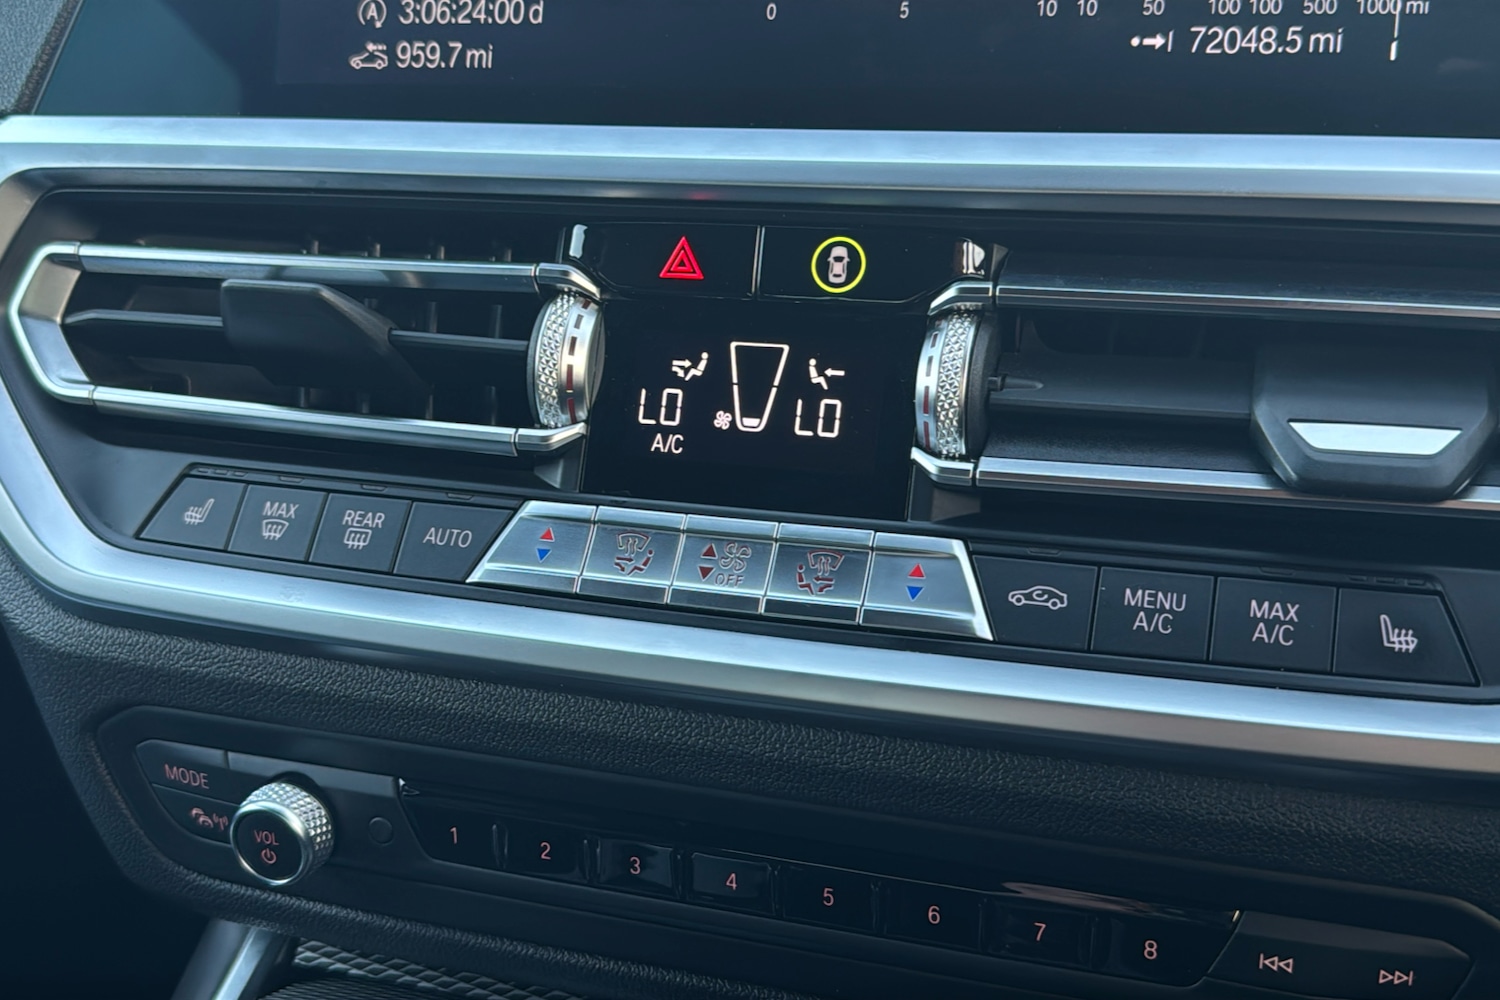 3:06:24:00 d
959.7 mi
0 5 10 10 50 100 100 500 1000 mi
72048.5 mi
LO LO
A/C
MAX
REAR
AUTO
OFF
MENU
A/C
MAX
A/C
MODE
VOL
1 2 3 4 5 6 7 8